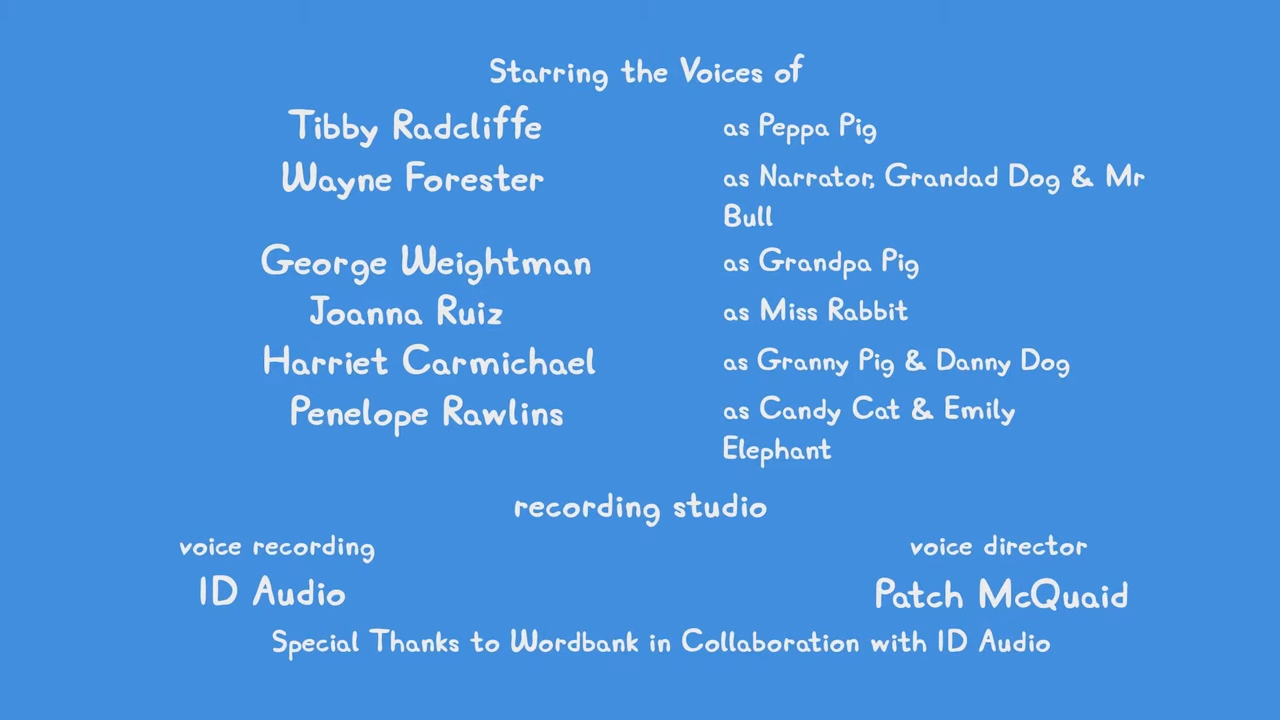 Starring the Voices of
Tibby Radcliffe as Peppa Pig
Wayne Forester as Narrator, Grandad Dog & Mr
Bull
George Weightman as Grandpa Pig
Joanna Ruiz as Miss Rabbit
Harriet Carmichael as Granny Pig & Danny Dog
Penelope Rawlins as Candy Cat & Emily
Elephant
recording studio
voice recording voice director
ID Audio Patch McQuaid
Special Thanks to Wordbank in Collaboration with ID Audio